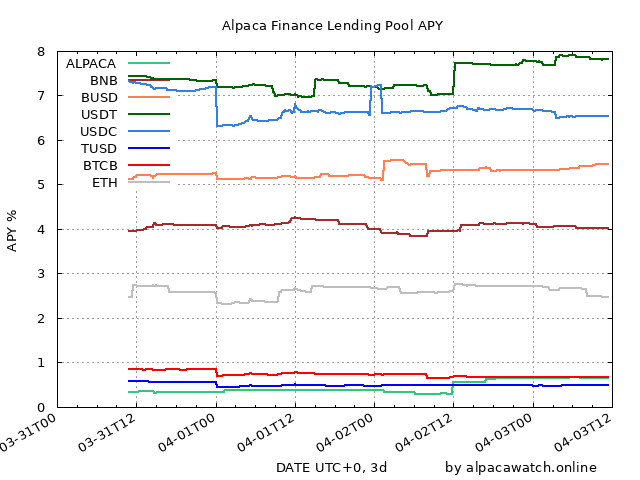 Alpaca Finance Lending Pool APY
8
7
6
5
4
3
2
1
0
APY %
ALPACA
BNB
BUSD
USDT
USDC
TUSD
BTCB
ETH
03-31T00
03-31T12
04-01T00
04-01T12
04-02T00
04-02T12
04-03T00
04-03T12
DATE UTC+0, 3d
by alpacawatch.online